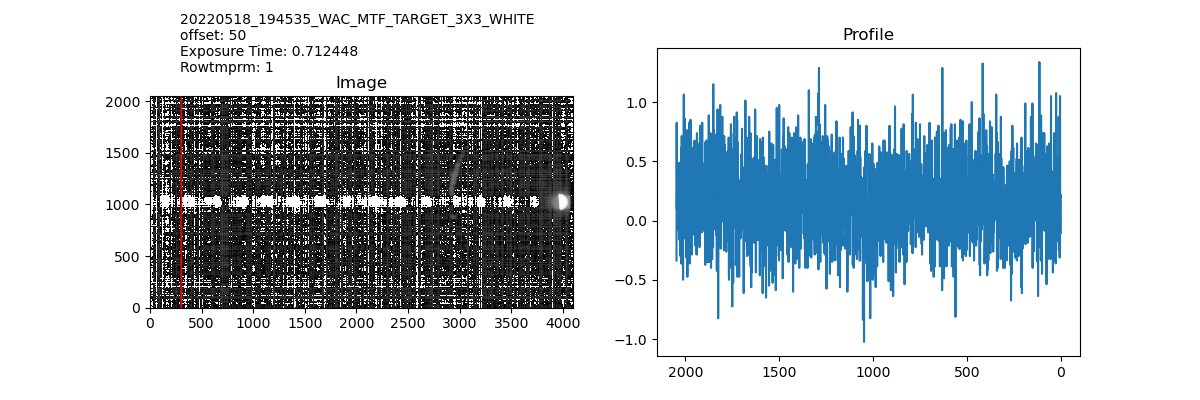 20220518_194535_WAC_MTF_TARGET_3X3_WHITE
offset: 50
Exposure Time: 0.712448
Rowtmprm: 1
Image
2000
1500
1000
500
0
0 500 1000 1500 2000 2500 3000 3500 4000
Profile
1.0
0.5
0.0
−0.5
−1.0
2000 1500 1000 500 0